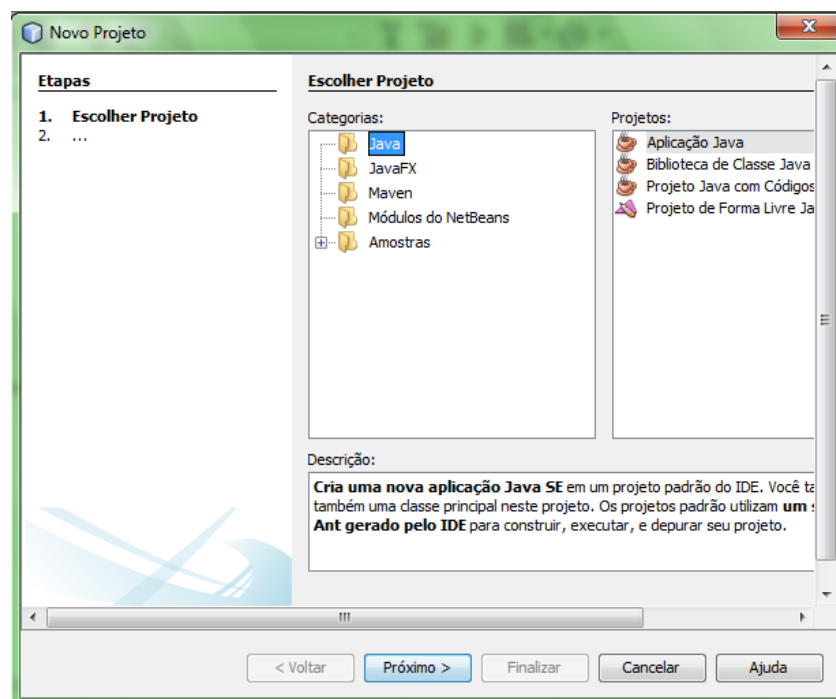 Novo Projeto
Etapas
1. Escolher Projeto
2. ...
Escolher Projeto
Categorias:
Java
JavaFX
Maven
Módulos do NetBeans
Amostras
Projetos:
Aplicação Java
Biblioteca de Classe Java
Projeto Java com Códigos
Projeto de Forma Livre Ja
Descrição:
Cria uma nova aplicação Java SE em um projeto padrão do IDE. Você ta
também uma classe principal neste projeto. Os projetos padrão utilizam um s
Ant gerado pelo IDE para construir, executar, e depurar seu projeto.
< Voltar
Próximo >
Finalizar
Cancelar
Ajuda